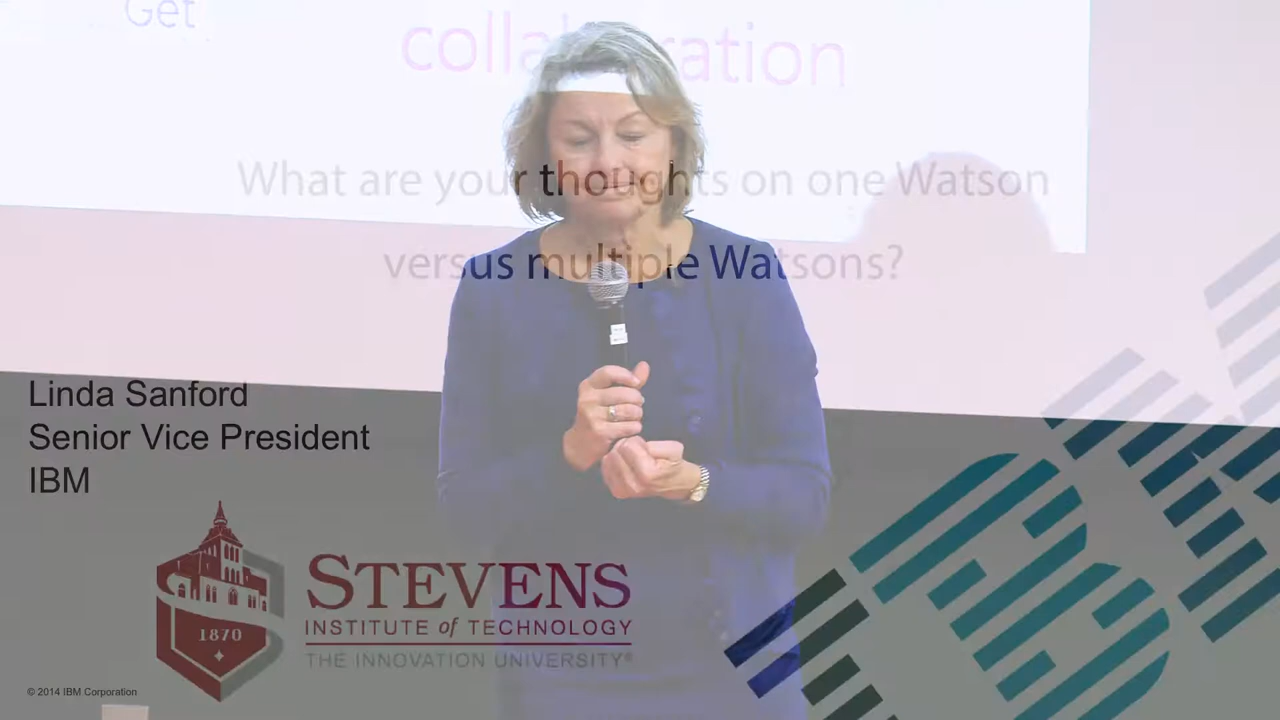 Get
collaboration
What are your thoughts on one Watson
versus multiple Watsons?
Linda Sanford
Senior Vice President
IBM
1870
STEVENS
INSTITUTE of TECHNOLOGY
THE INNOVATION UNIVERSITY®
IBM
© 2014 IBM Corporation